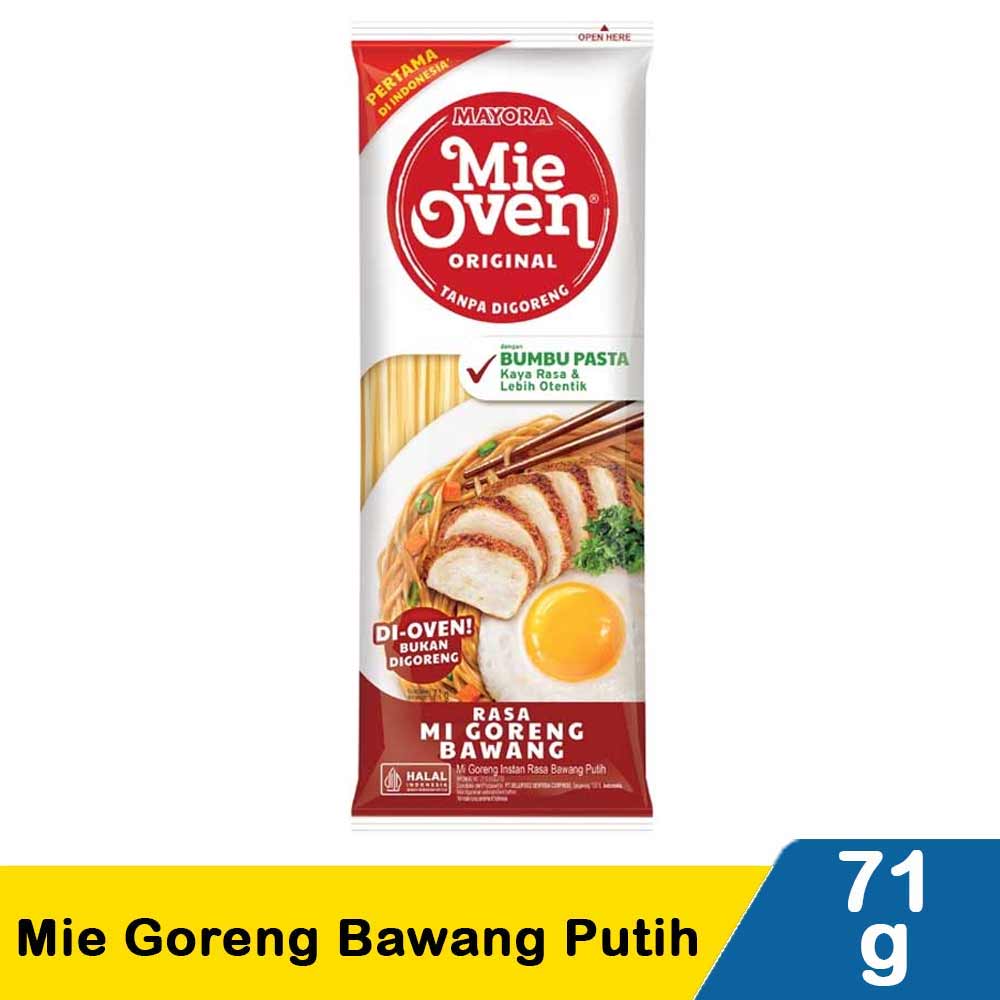 OPEN HERE
PERTAMA
DI INDONESIA
MAYORA
Mie
Oven®
ORIGINAL
TANPA DIGORENG
dengan
BUMBU PASTA
Kaya Rasa &
Lebih Otentik
DI-OVEN!
BUKAN
DIGORENG
RASA
MI GORENG
BAWANG
HALAL
INDONESIA
Mi Goreng Instan Rasa Bawang Putih
Mie Goreng Bawang Putih
71
g